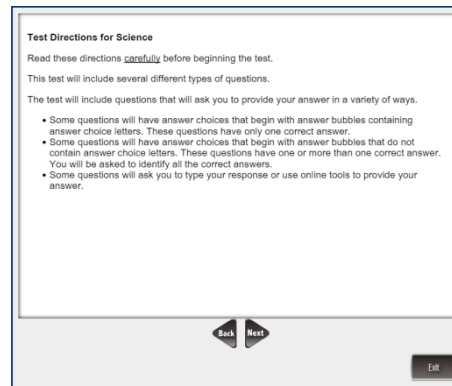 Test Directions for Science
Read these directions carefully before beginning the test.
This test will include several different types of questions.
The test will include questions that will ask you to provide your answer in a variety of ways.
• Some questions will have answer choices that begin with answer bubbles containing
answer choice letters. These questions have only one correct answer.
• Some questions will have answer choices that begin with answer bubbles that do not
contain answer choice letters. These questions have one or more than one correct answer.
You will be asked to identify all the correct answers.
• Some questions will ask you to type your response or use online tools to provide your
answer.
Back Next
Exit